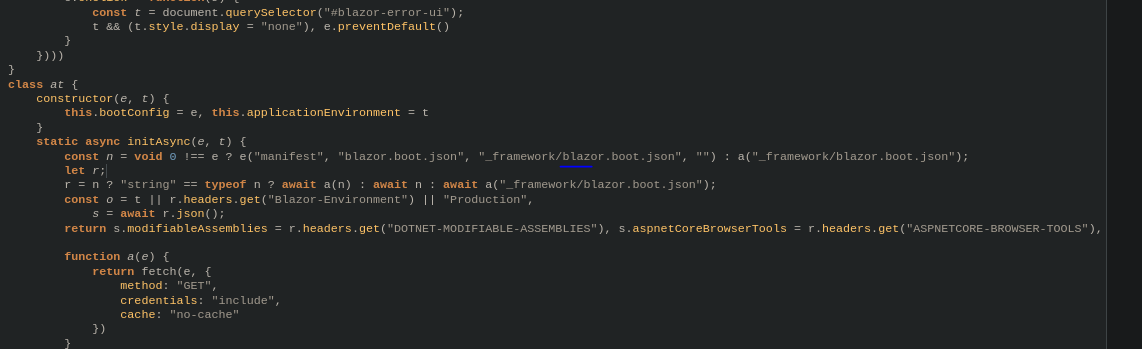 const t = document.querySelector("#blazor-error-ui");
t && (t.style.display = "none"), e.preventDefault()
}
})))
}
class at {
constructor(e, t) {
this.bootConfig = e, this.applicationEnvironment = t
}
static async initAsync(e, t) {
const n = void 0 !== e ? e("manifest", "blazor.boot.json", "_framework/blazor.boot.json", "") : a("_framework/blazor.boot.json");
let r;
r = n ? "string" == typeof n ? await a(n) : await n : await a("_framework/blazor.boot.json");
const o = t || r.headers.get("Blazor-Environment") || "Production",
s = await r.json();
return s.modifiableAssemblies = r.headers.get("DOTNET-MODIFIABLE-ASSEMBLIES"), s.aspnetCoreBrowserTools = r.headers.get("ASPNETCORE-BROWSER-TOOLS"),
function a(e) {
return fetch(e, {
method: "GET",
credentials: "include",
cache: "no-cache"
})
}